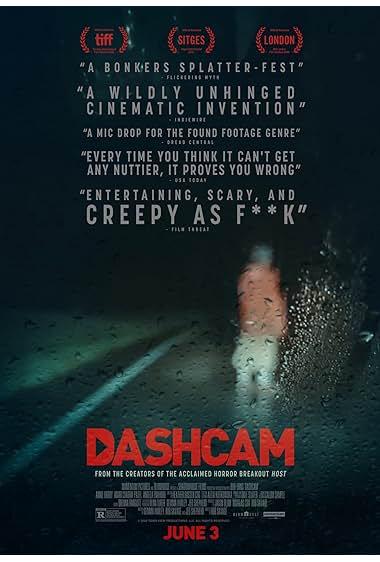 tiff
SITGES
LONDON
“A BONKERS SPLATTER-FEST”
- FLICKERING MYTH
“A WILDLY UNHINGED
CINEMATIC INVENTION”
- INDIEWIRE
“A MIC DROP FOR THE FOUND FOOTAGE GENRE”
- DREAD CENTRAL
“EVERY TIME YOU THINK IT CAN'T GET
ANY NUTTIER, IT PROVES YOU WRONG”
- USA TODAY
“ENTERTAINING, SCARY, AND
CREEPY AS F**K”
- FILM THREAT
DASHCAM
FROM THE CREATORS OF THE ACCLAIMED HORROR BREAKOUT HOST
R
JUNE 3